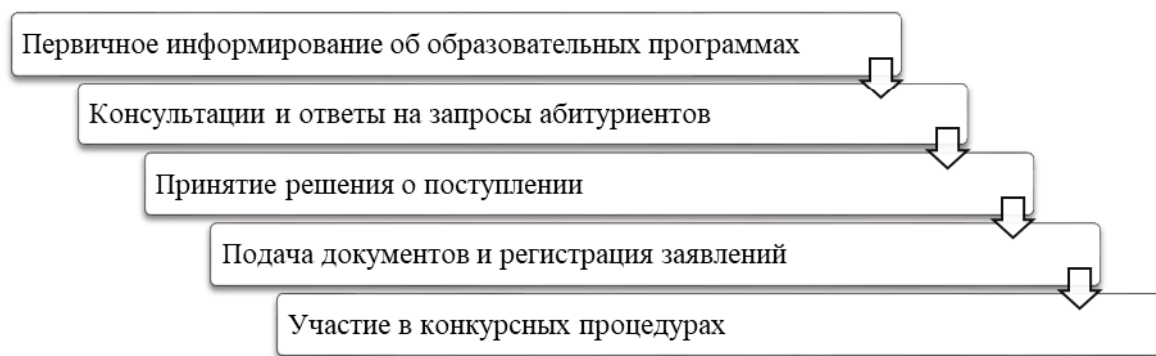 Первичное информирование об образовательных программах
Консультации и ответы на запросы абитуриентов
Принятие решения о поступлении
Подача документов и регистрация заявлений
Участие в конкурсных процедурах